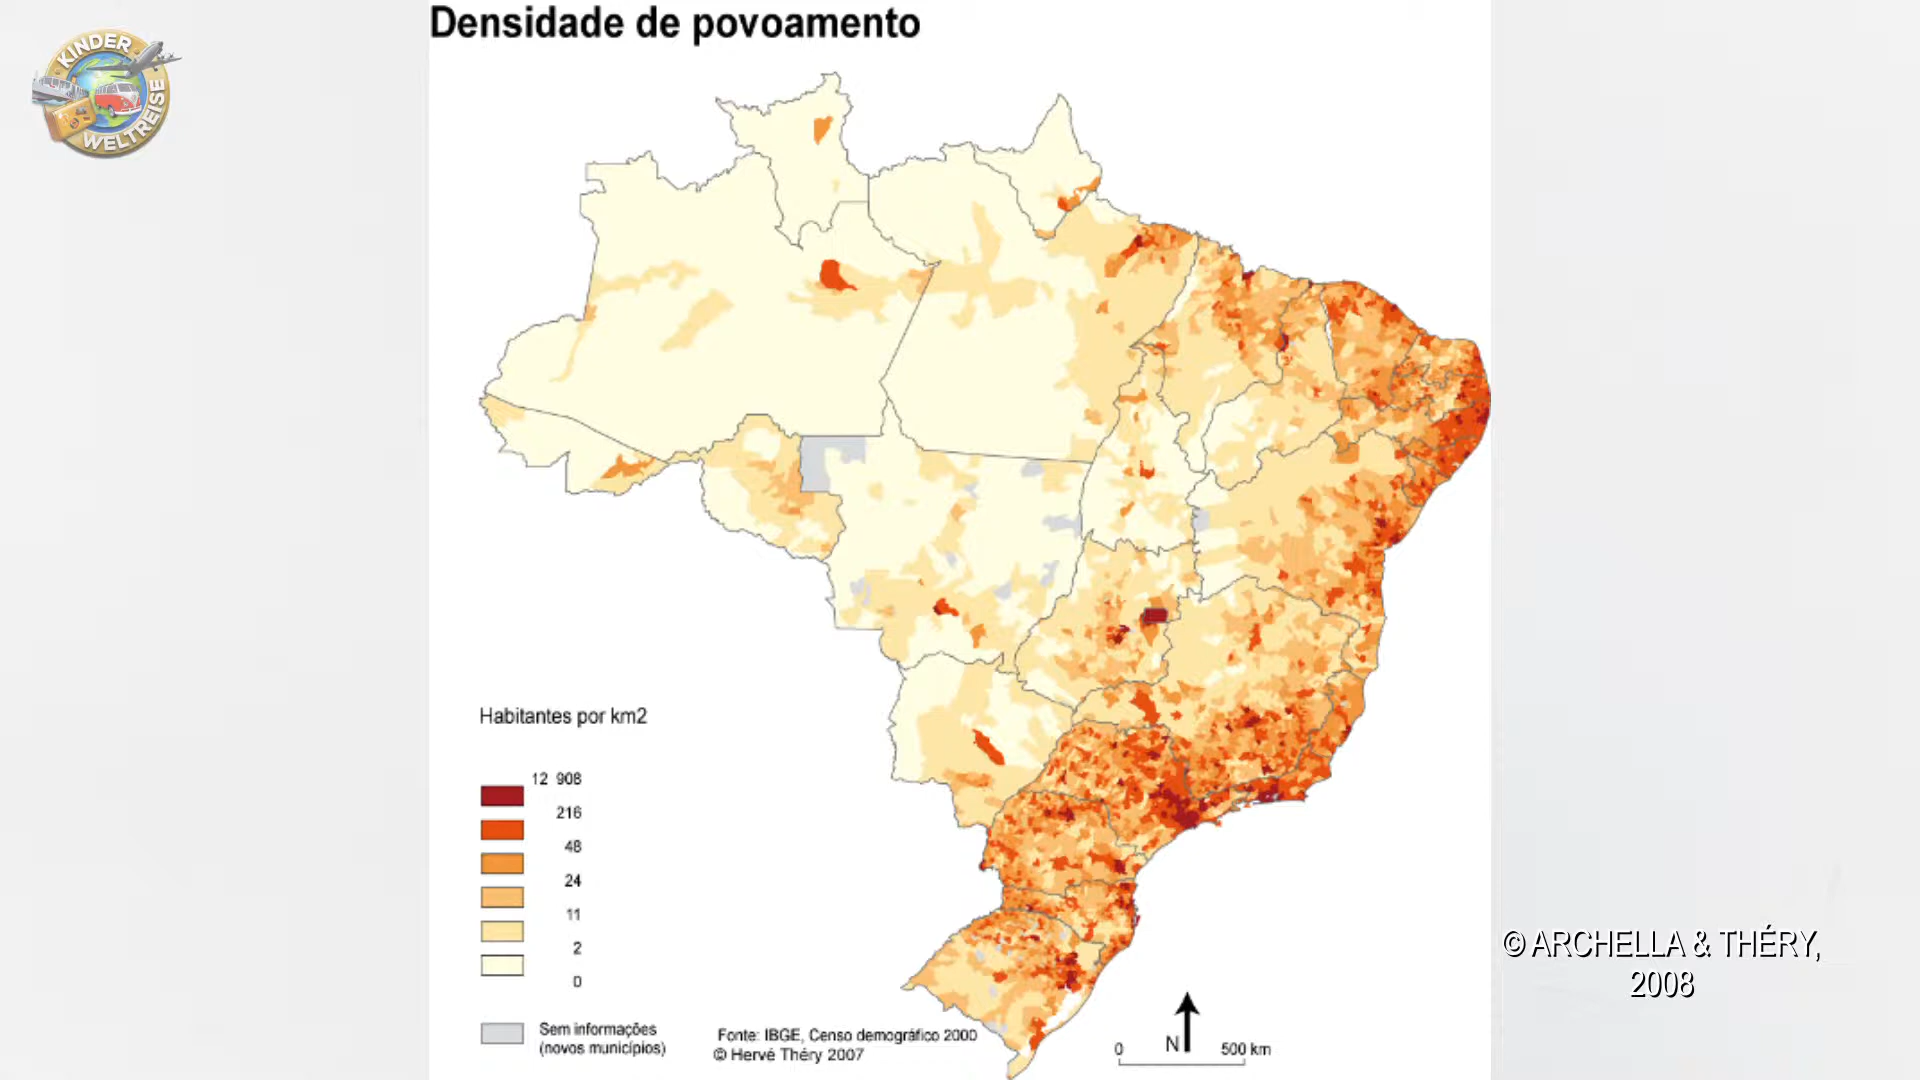 Densidade de povoamento
KINDER
WELTREISE
Habitantes por km2
12 908
216
48
24
11
2
0
Sem informações
(novos municípios)
Fonte: IBGE, Censo demográfico 2000
© Hervé Théry 2007
N
0 500 km
© ARCHELLA & THÉRY,
2008